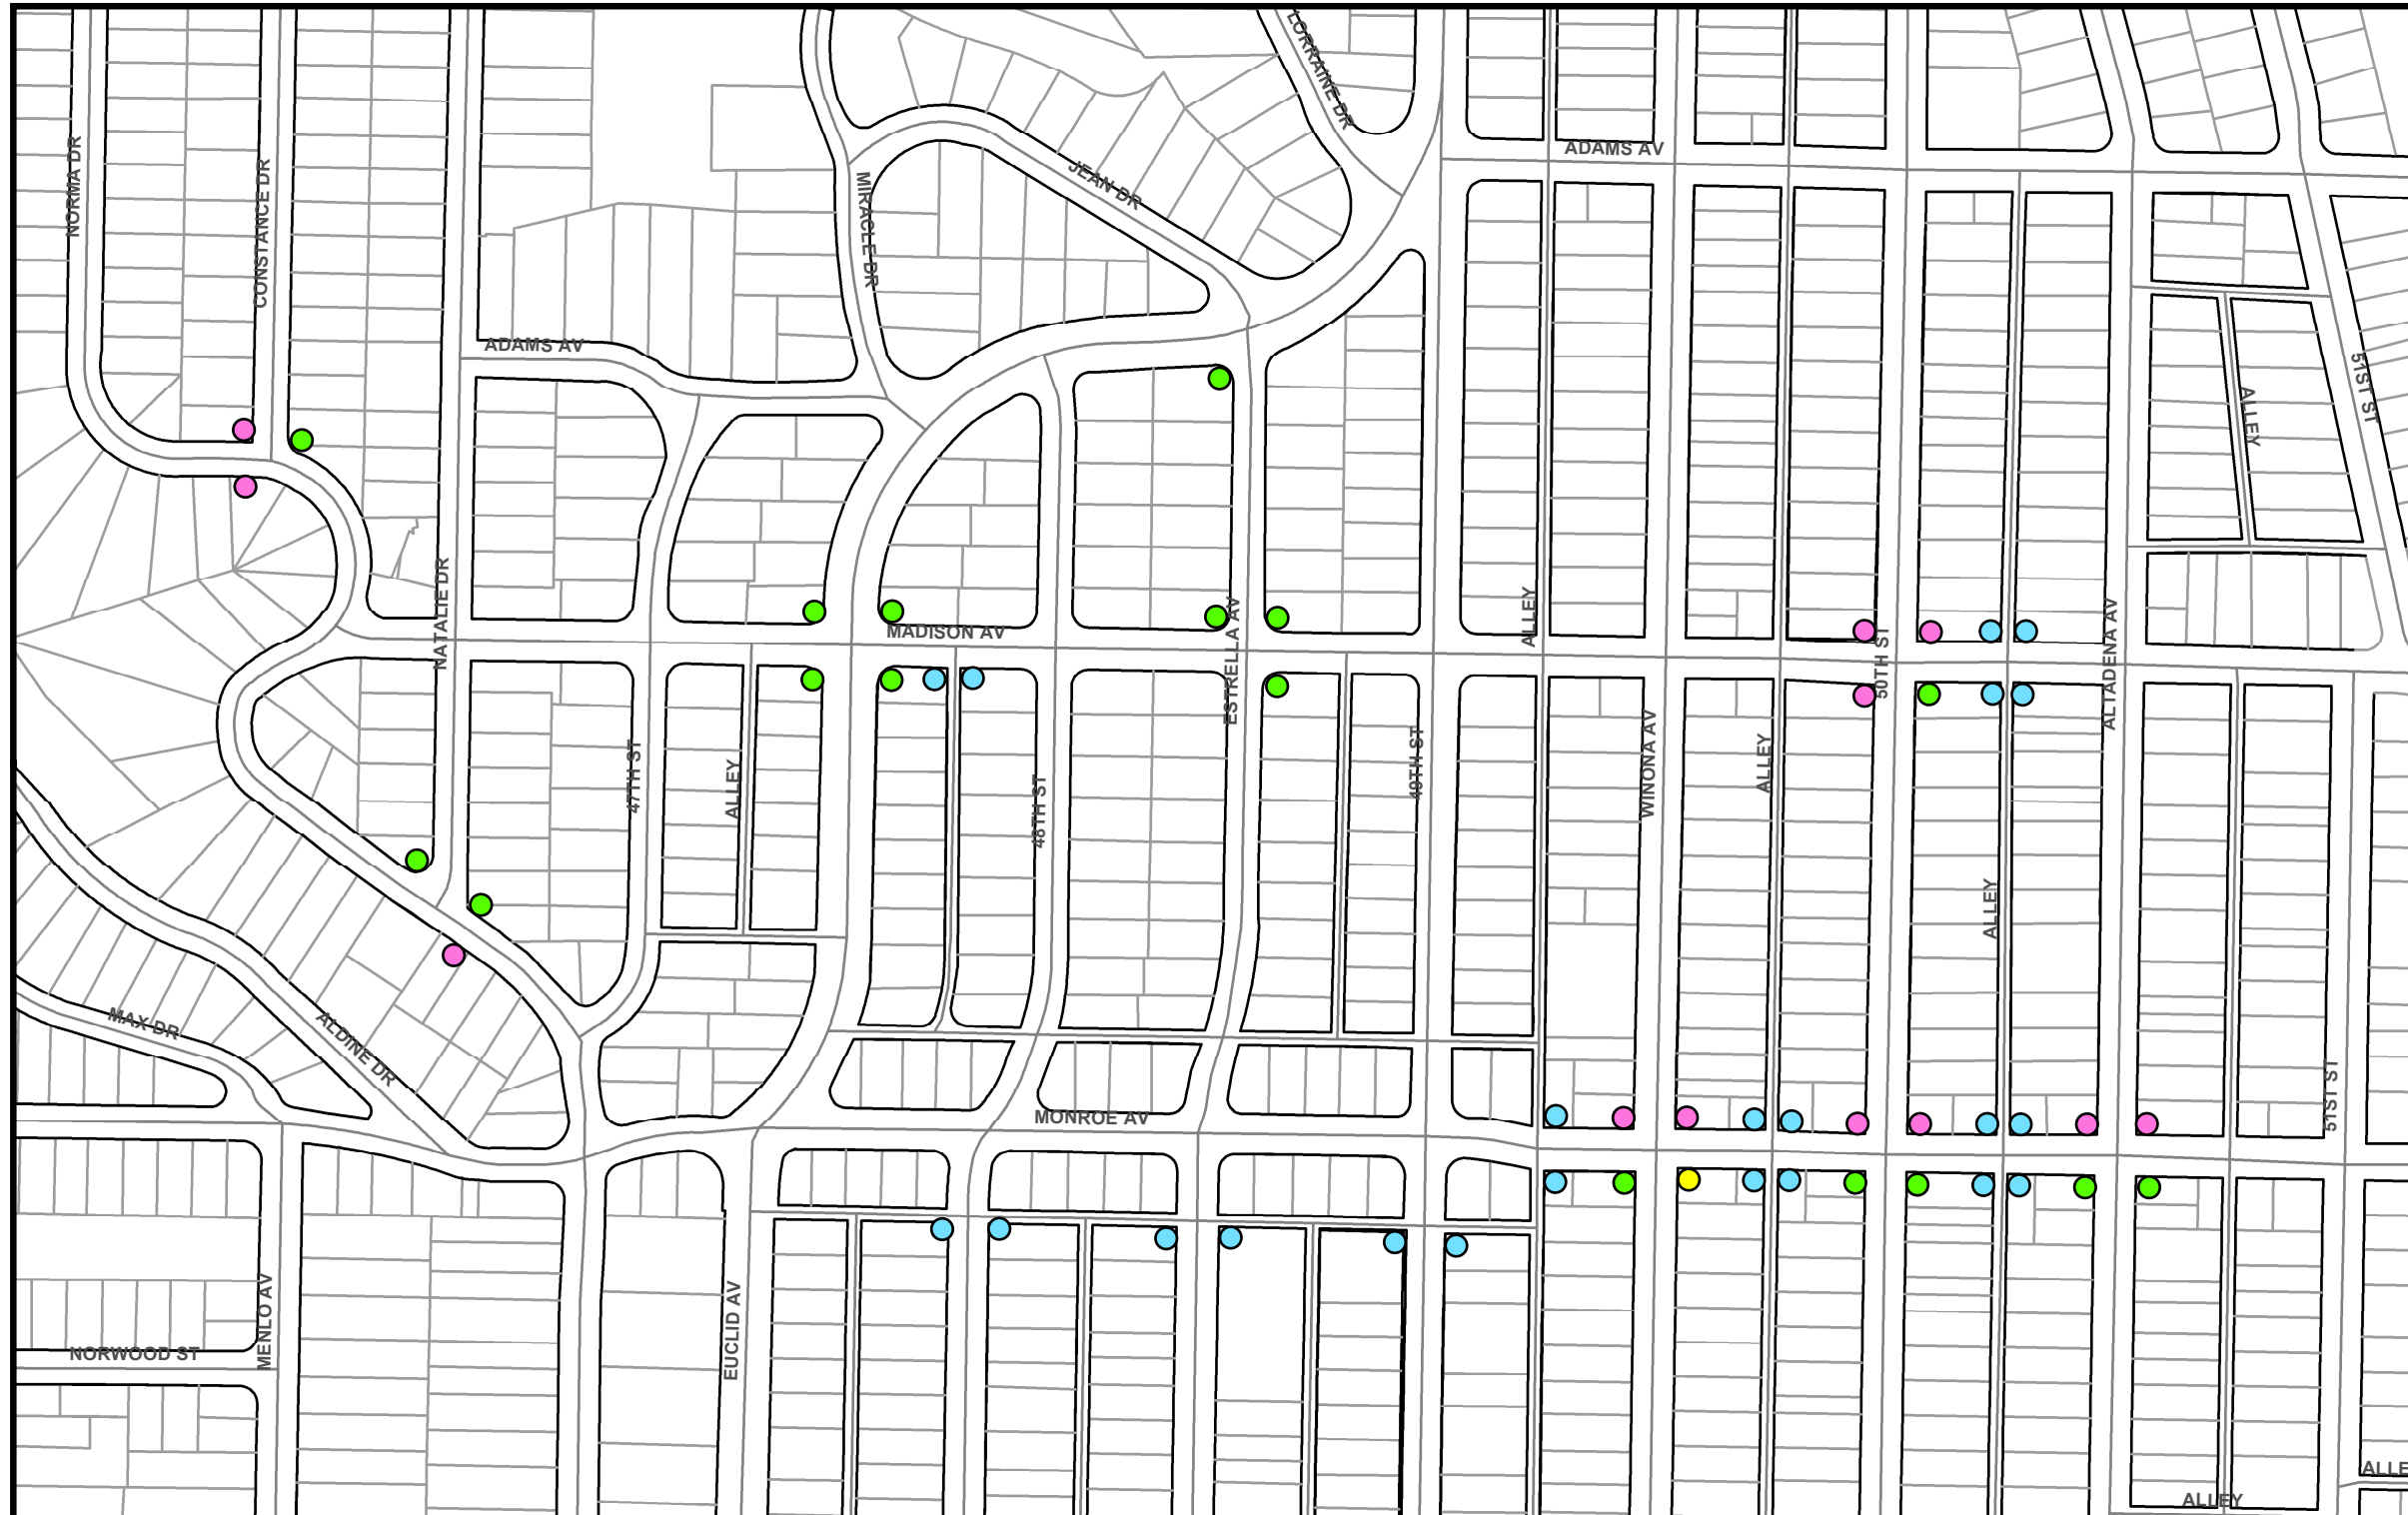 LORRAINE DR
ADAMS AV
NORMA DR
CONSTANCE DR
MIRACLE DR
JEAN DR
ADAMS AV
51ST ST
ALLEY
NATALIE DR
MADISON AV
ESTRELLA AV
ALLEY
50TH ST
ALTADENA AV
47TH ST
ALLEY
48TH ST
49TH ST
WINONA AV
ALLEY
ALLEY
MAX DR
ALDINE DR
MONROE AV
51ST ST
MENLO AV
EUCLID AV
NORWOOD ST
ALLE
ALLEY